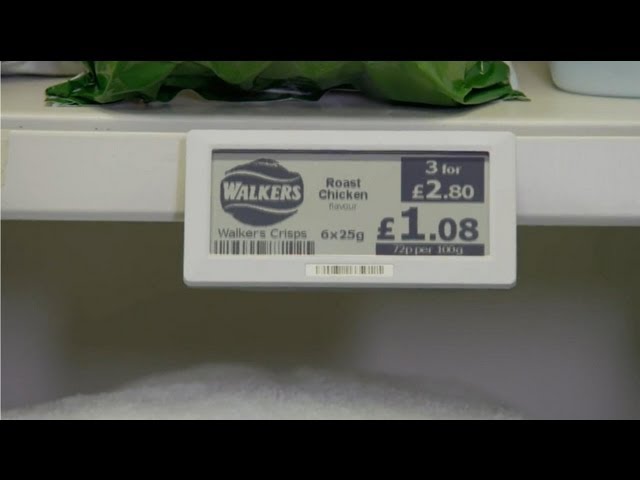 WALKERS
Roast
Chicken
flavour
3 for
£2.80
£1.08
Walkers Crisps 6x25g
72p per 100g